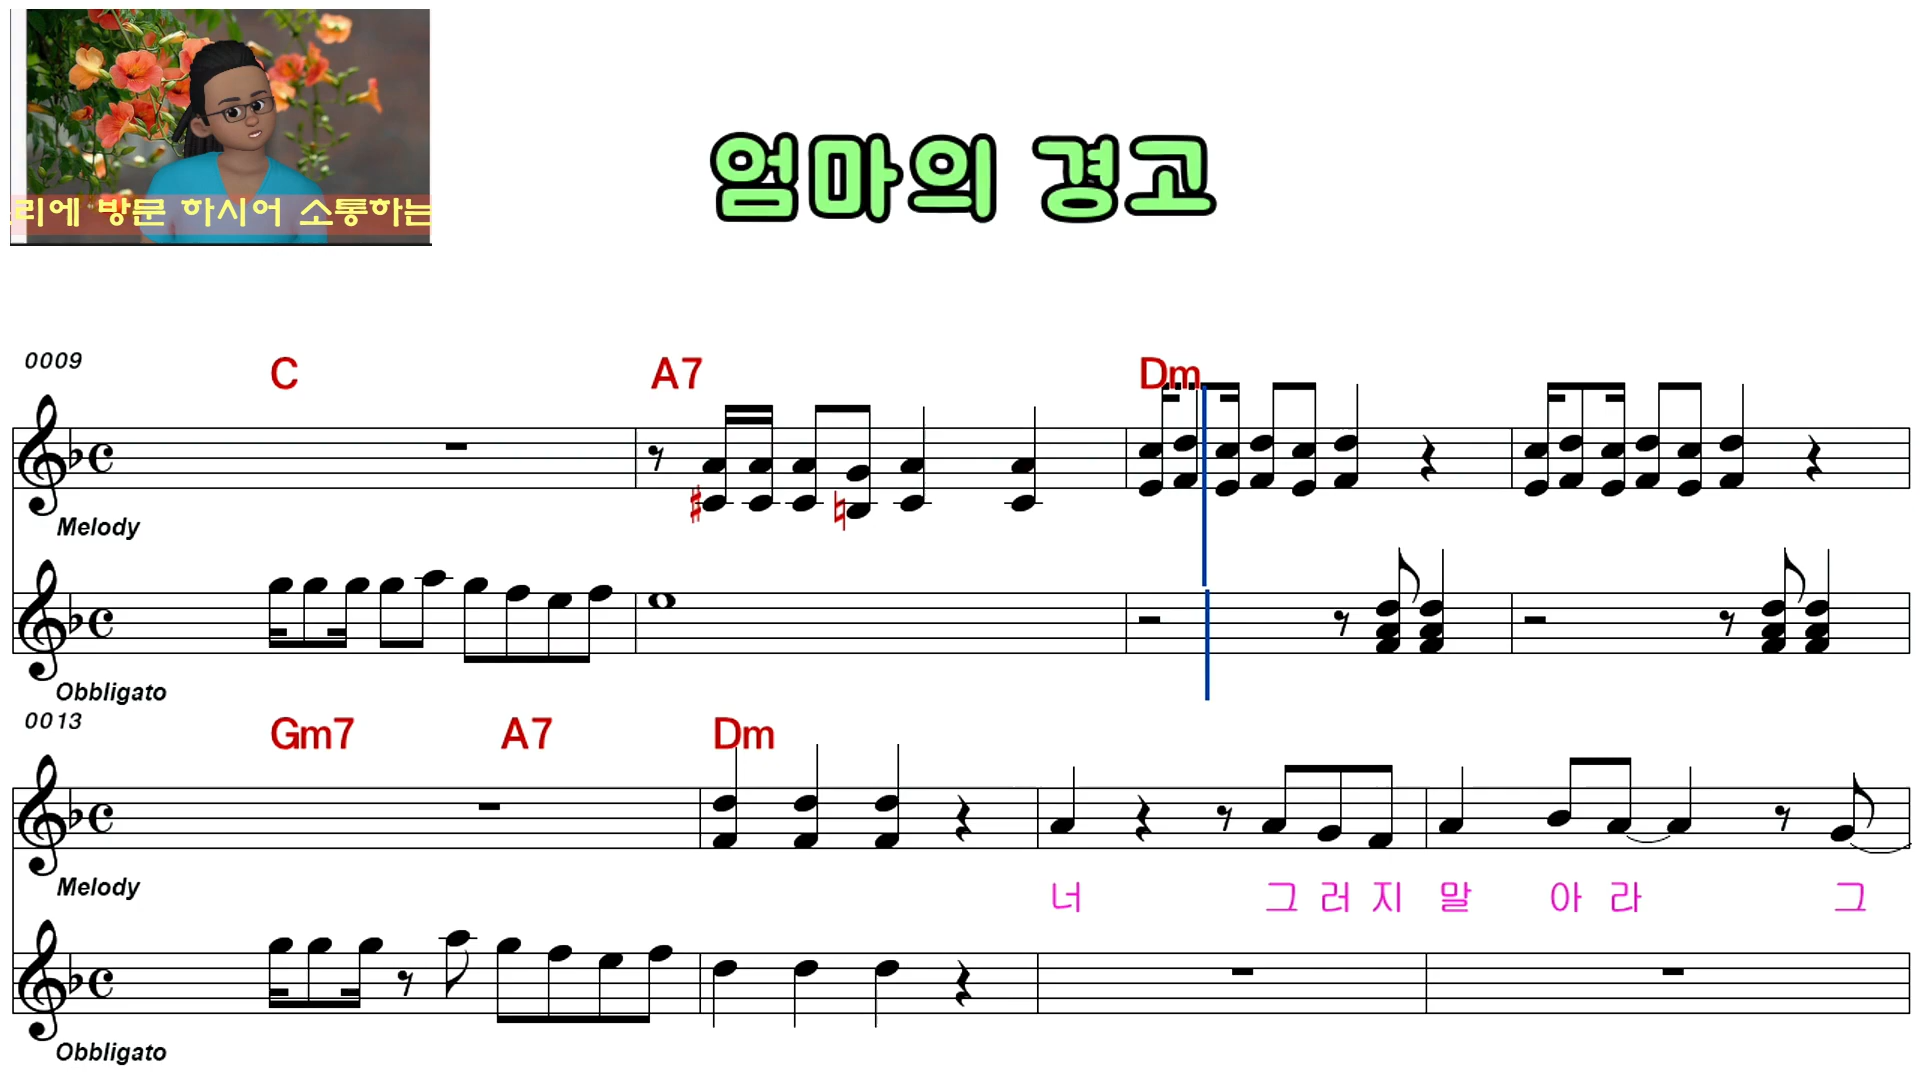 리에 방문 하시어 소통하는
엄마의 경고
0009
C A7 Dm
Melody
Obbligato
0013
Gm7 A7 Dm
Melody
너 그 러 지 말 아 라 그
Obbligato